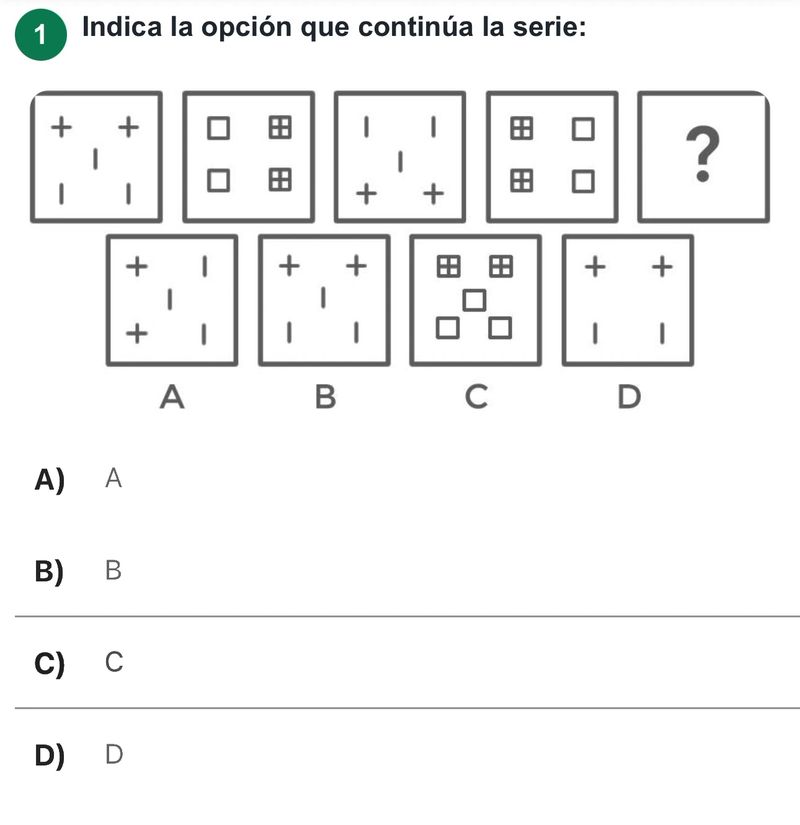 1 Indica la opción que continúa la serie:
?
A B C D
A) A
B) B
C) C
D) D